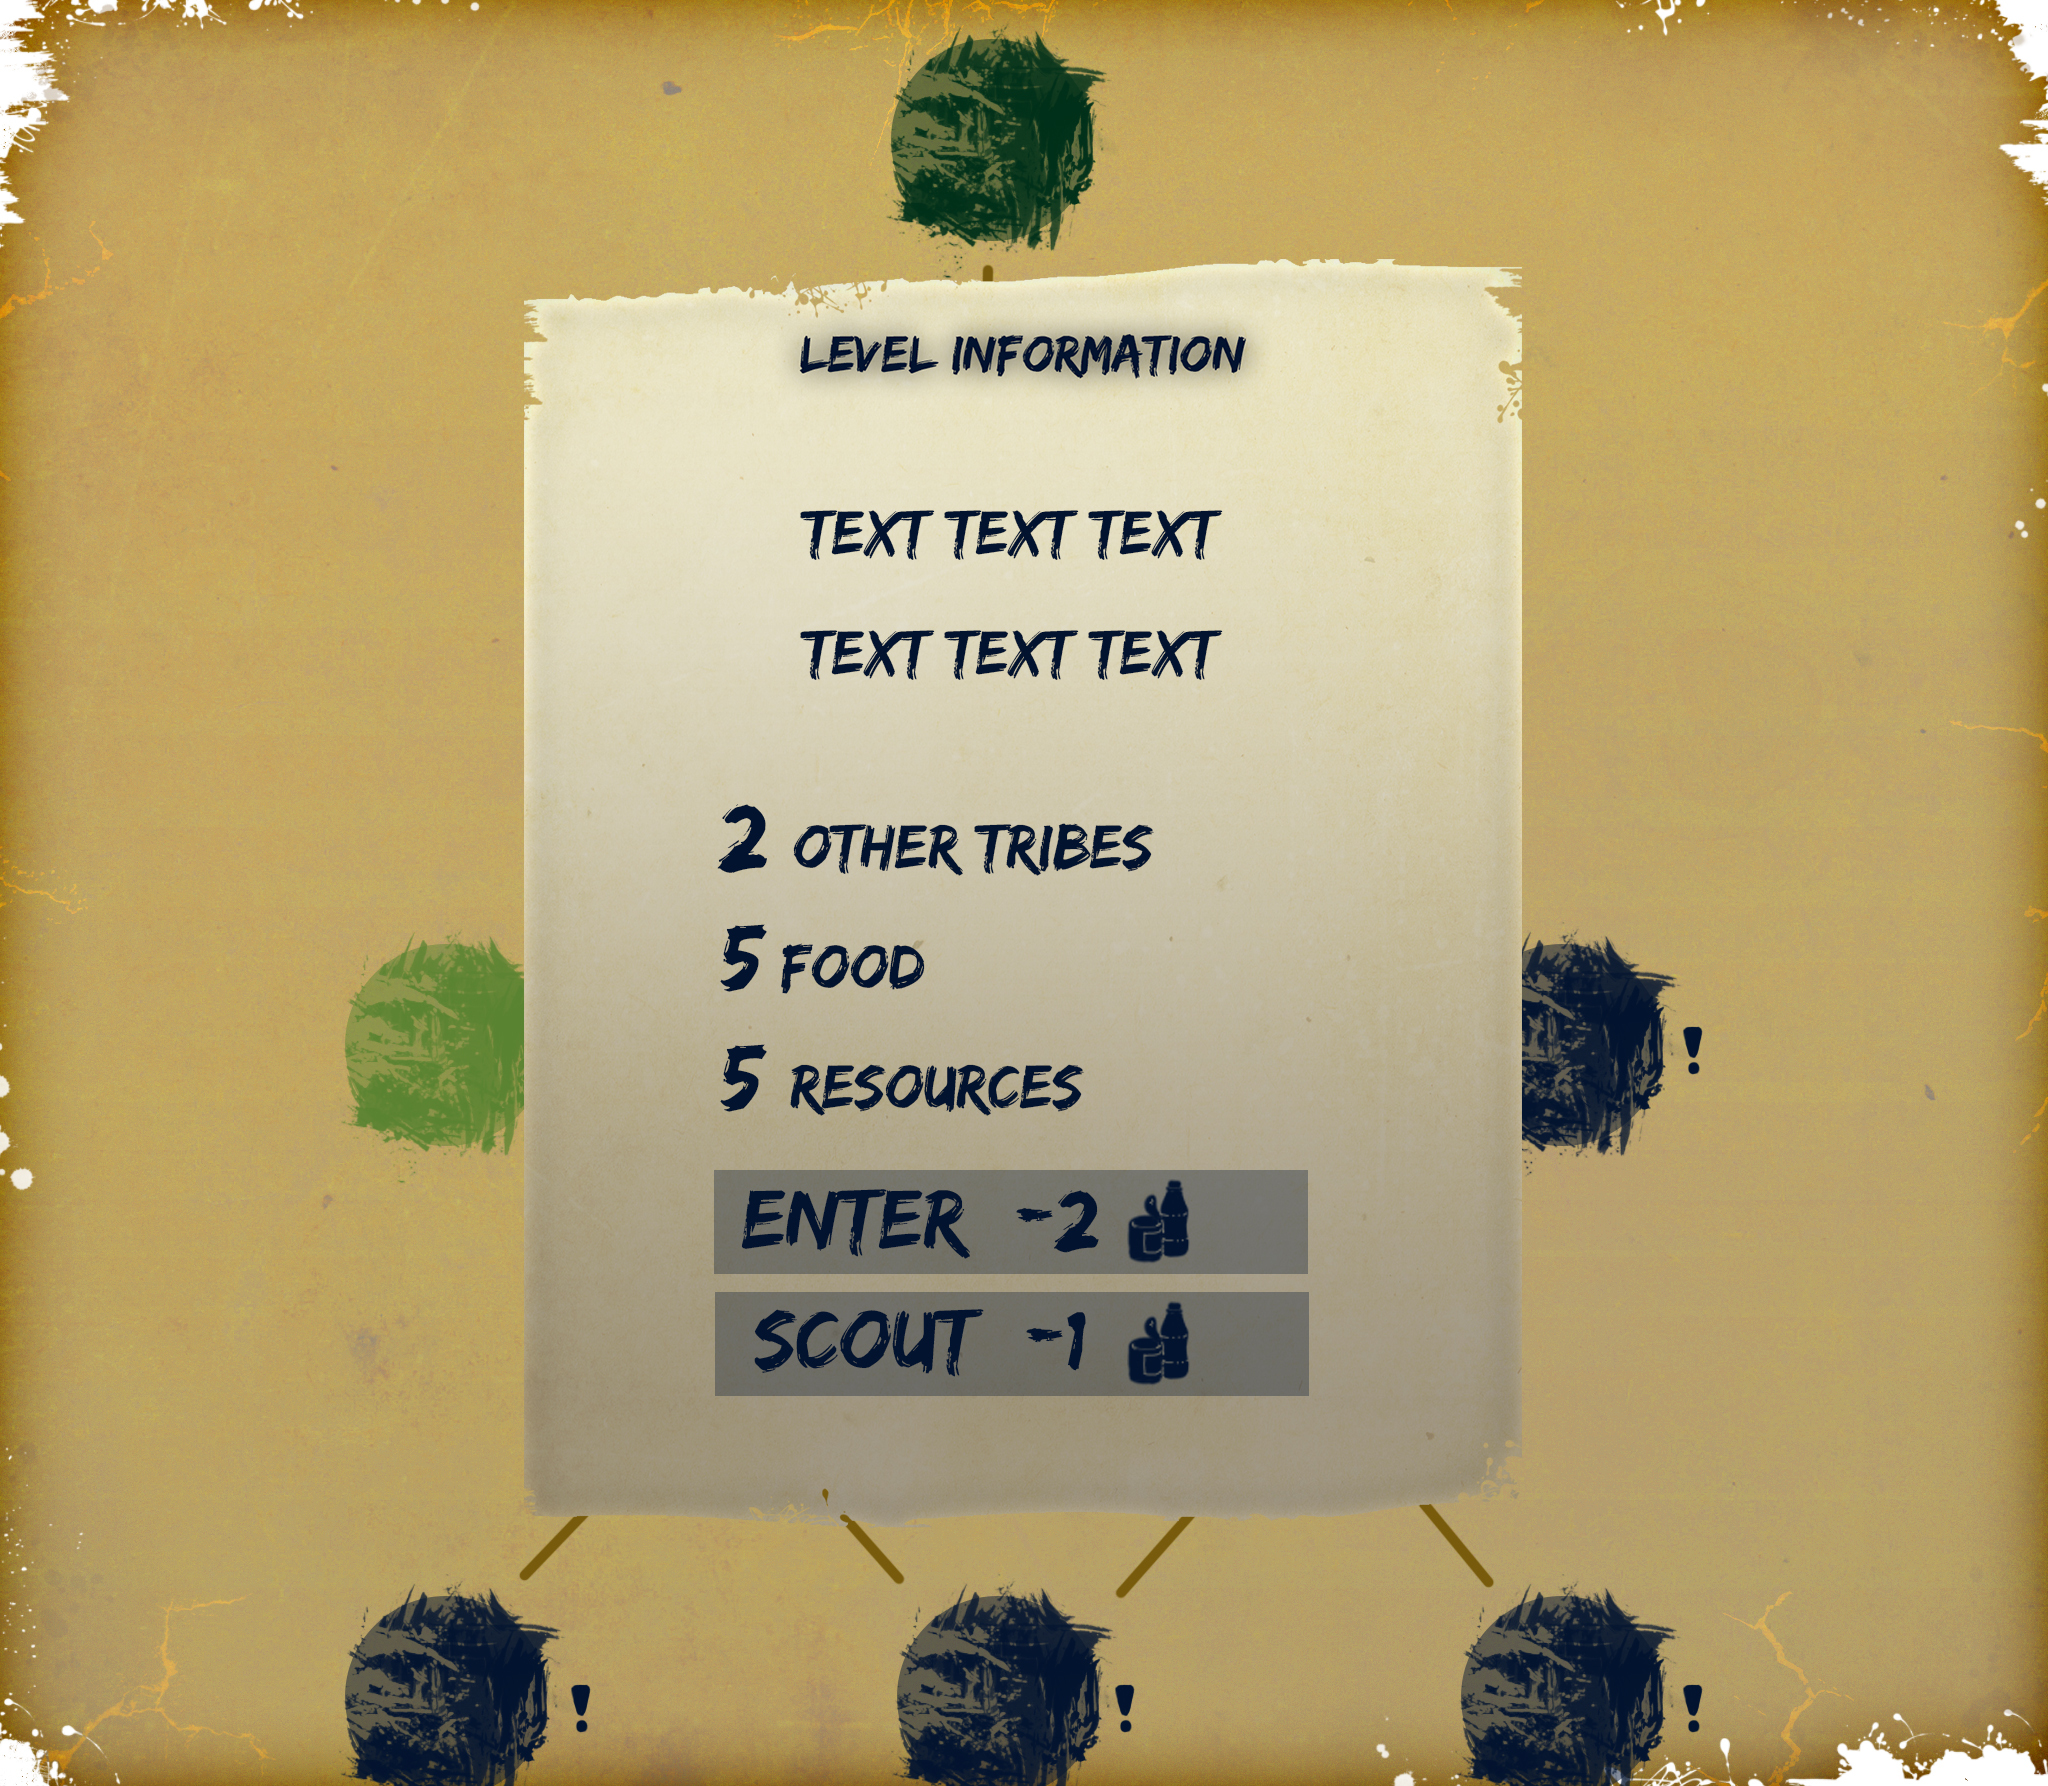 LEVEL INFORMATION
TEXT TEXT TEXT
TEXT TEXT TEXT
2 OTHER TRIBES
5 FOOD
5 RESOURCES
!
ENTER -2
SCOUT -1
! ! !